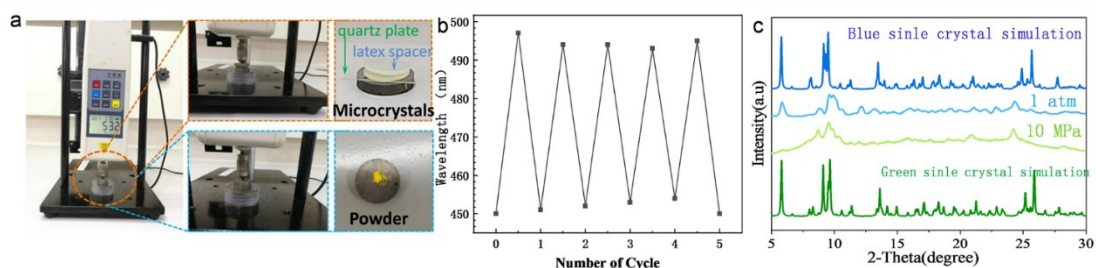 a
532
quartz plate
latex spacer
Microcrystals
Powder
b
Wavelength (nm)
500
490
480
470
460
450
0 1 2 3 4 5
Number of Cycle
c
Intensity(a.u)
Blue sinle crystal simulation
1 atm
10 MPa
Green sinle crystal simulation
5 10 15 20 25 30
2-Theta(degree)